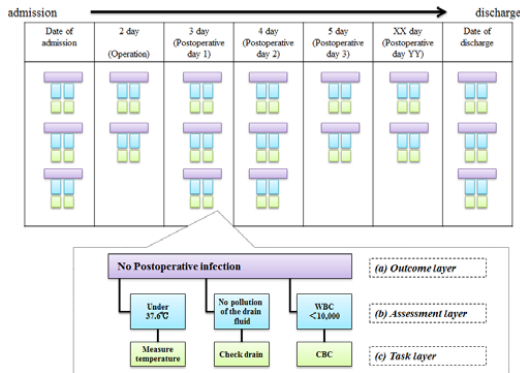 admission
discharge
Date of
admission
2 day
(Operation)
3 day
(Postoperative
day 1)
4 day
(Postoperative
day 2)
5 day
(Postoperative
day 3)
XX day
(Postoperative
day YY)
Date of
discharge
No Postoperative infection
(a) Outcome layer
Under
37.6℃
No pollution
of the drain
fluid
WBC
<10,000
(b) Assessment layer
Measure
temperature
Check drain
CBC
(c) Task layer